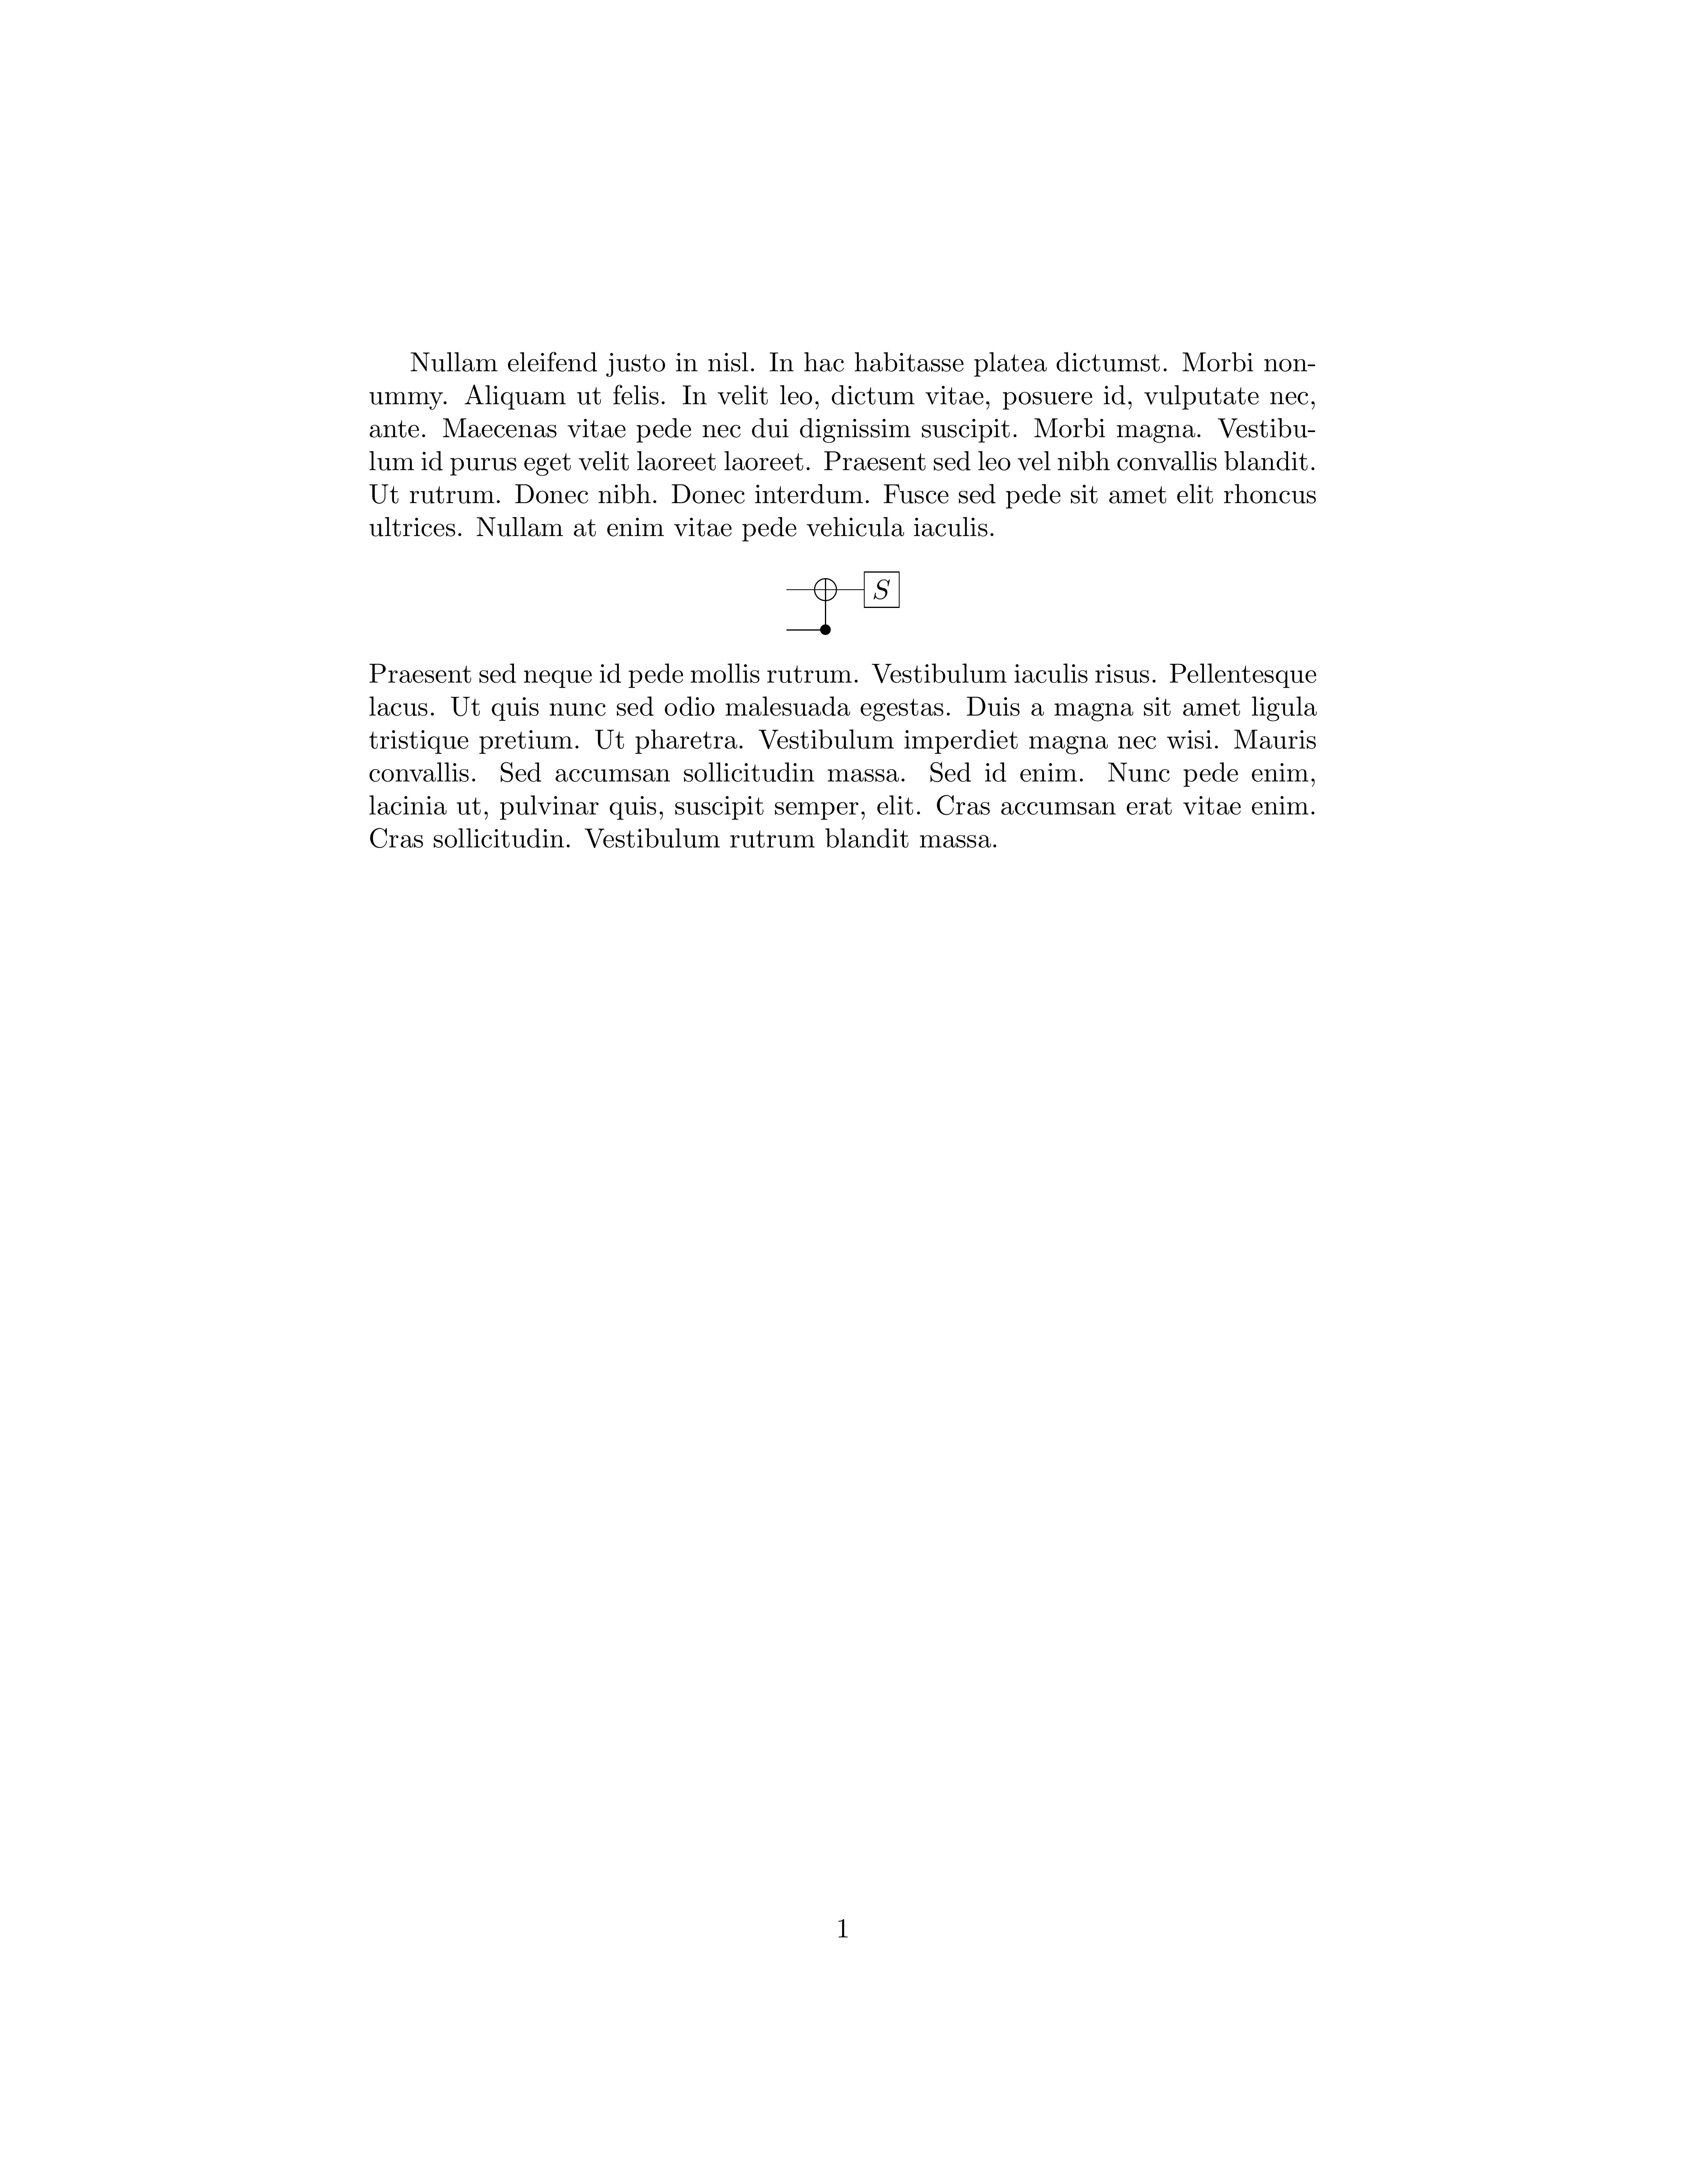 Nullam eleifend justo in nisl. In hac habitasse platea dictumst. Morbi non-
ummy. Aliquam ut felis. In velit leo, dictum vitae, posuere id, vulputate nec,
ante. Maecenas vitae pede nec dui dignissim suscipit. Morbi magna. Vestibu-
lum id purus eget velit laoreet laoreet. Praesent sed leo vel nibh convallis blandit.
Ut rutrum. Donec nibh. Donec interdum. Fusce sed pede sit amet elit rhoncus
ultrices. Nullam at enim vitae pede vehicula iaculis.
S
Praesent sed neque id pede mollis rutrum. Vestibulum iaculis risus. Pellentesque
lacus. Ut quis nunc sed odio malesuada egestas. Duis a magna sit amet ligula
tristique pretium. Ut pharetra. Vestibulum imperdiet magna nec wisi. Mauris
convallis. Sed accumsan sollicitudin massa. Sed id enim. Nunc pede enim,
lacinia ut, pulvinar quis, suscipit semper, elit. Cras accumsan erat vitae enim.
Cras sollicitudin. Vestibulum rutrum blandit massa.
1